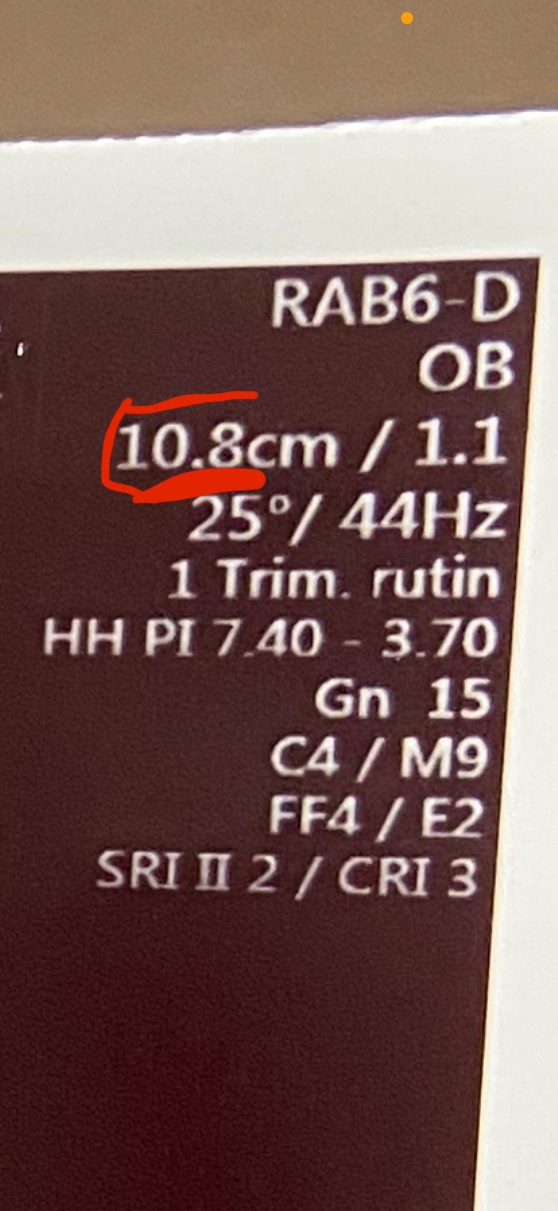 RAB6-D
OB
10.8cm / 1.1
25°/ 44Hz
1 Trim. rutin
HH PI 7.40 - 3.70
Gn 15
C4 / M9
FF4 / E2
SRI II 2 / CRI 3